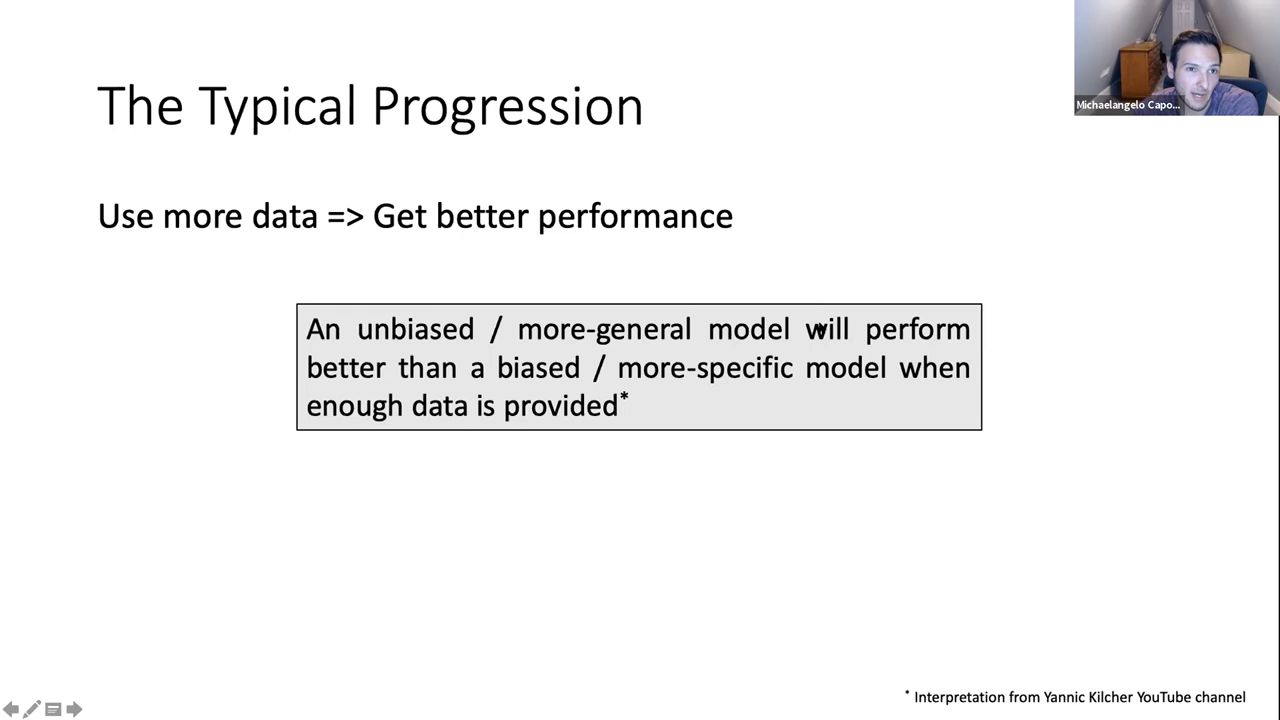 Michaelangelo Capo...
The Typical Progression
Use more data => Get better performance
An unbiased / more-general model will perform
better than a biased / more-specific model when
enough data is provided*
* Interpretation from Yannic Kilcher YouTube channel